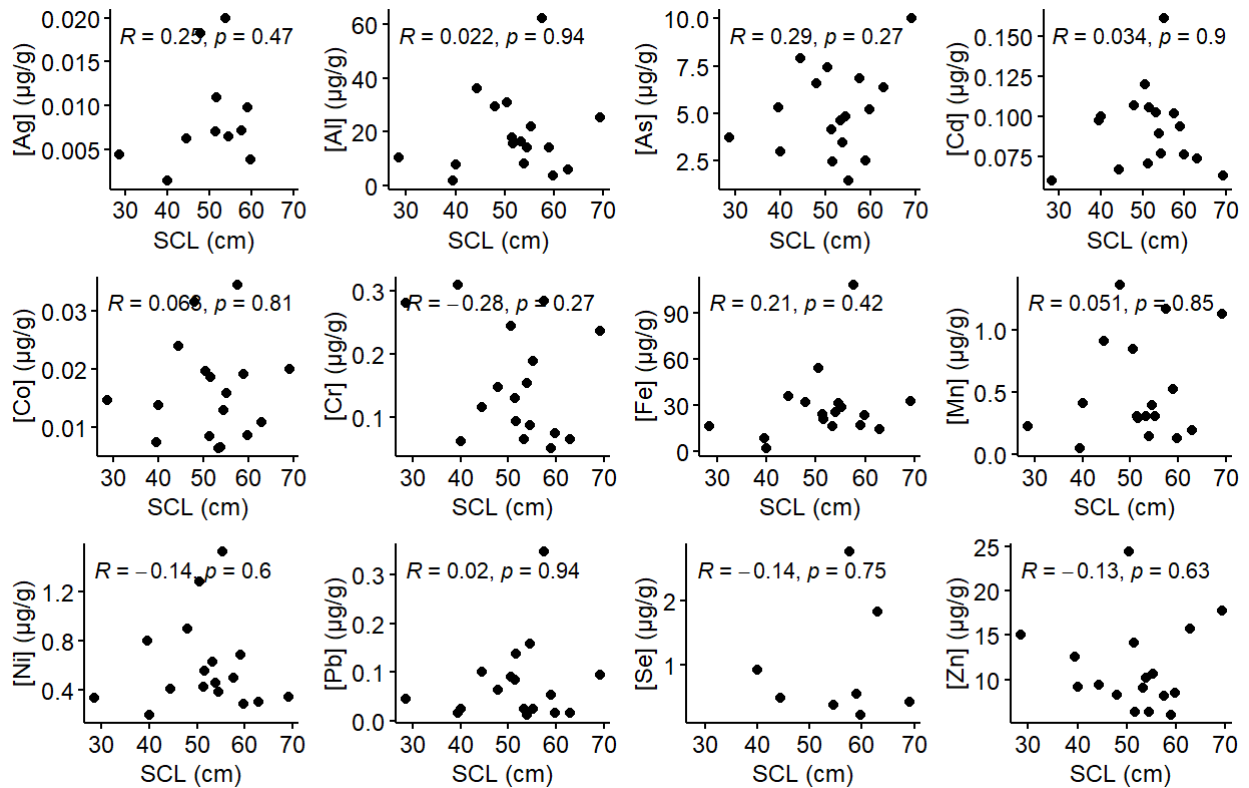 [Ag] (µg/g)
0.020
0.015
0.010
0.005
R = 0.25, p = 0.47
30 40 50 60 70
SCL (cm)
[Al] (µg/g)
60
40
20
0
R = 0.022, p = 0.94
30 40 50 60 70
SCL (cm)
[As] (µg/g)
10.0
7.5
5.0
2.5
R = 0.29, p = 0.27
30 40 50 60 70
SCL (cm)
[Cd] (µg/g)
0.150
0.125
0.100
0.075
R = 0.034, p = 0.9
30 40 50 60 70
SCL (cm)
[Co] (µg/g)
0.03
0.02
0.01
R = 0.063, p = 0.81
30 40 50 60 70
SCL (cm)
[Cr] (µg/g)
0.3
0.2
0.1
R = −0.28, p = 0.27
30 40 50 60 70
SCL (cm)
[Fe] (µg/g)
90
60
30
0
R = 0.21, p = 0.42
30 40 50 60 70
SCL (cm)
[Mn] (µg/g)
1.0
0.5
0.0
R = 0.051, p = 0.85
30 40 50 60 70
SCL (cm)
[Ni] (µg/g)
1.2
0.8
0.4
R = −0.14, p = 0.6
30 40 50 60 70
SCL (cm)
[Pb] (µg/g)
0.3
0.2
0.1
0.0
R = 0.02, p = 0.94
30 40 50 60 70
SCL (cm)
[Se] (µg/g)
2
1
R = −0.14, p = 0.75
30 40 50 60 70
SCL (cm)
[Zn] (µg/g)
25
20
15
10
R = −0.13, p = 0.63
30 40 50 60 70
SCL (cm)